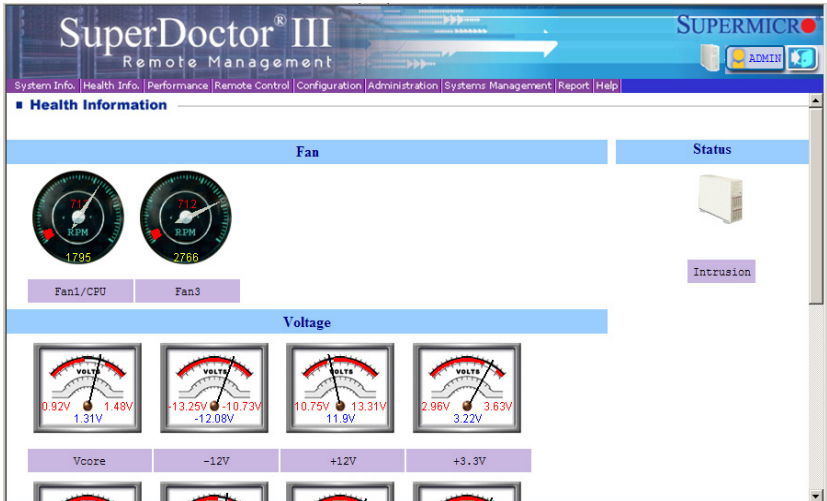 SuperDoctor® III
Remote Management
SUPERMICRO®
ADMIN
System Info. Health Info. Performance Remote Control Configuration Administration Systems Management Report Help
Health Information
Fan
Status
712
RPM
1795
712
RPM
2766
Fan1/CPU
Fan3
Intrusion
Voltage
VOLTS
0.92V 1.48V
1.31V
VOLTS
-13.25V -10.73V
-12.08V
VOLTS
10.75V 13.31V
11.9V
VOLTS
2.96V 3.63V
3.22V
Vcore
-12V
+12V
+3.3V